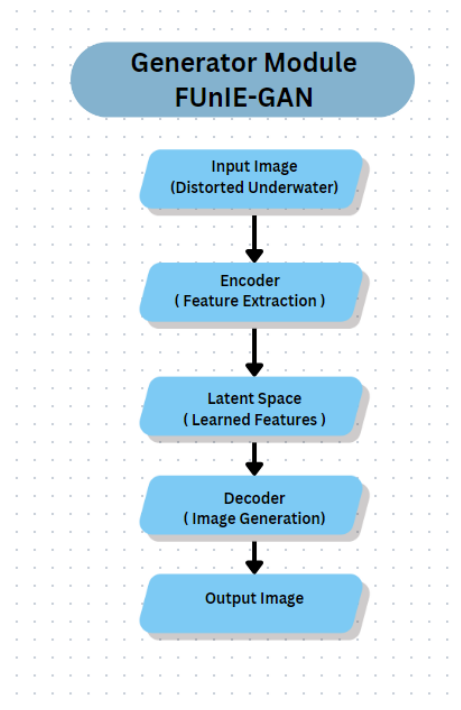 Generator Module
FUnIE-GAN
Input Image
(Distorted Underwater)
Encoder
( Feature Extraction )
Latent Space
( Learned Features )
Decoder
( Image Generation)
Output Image